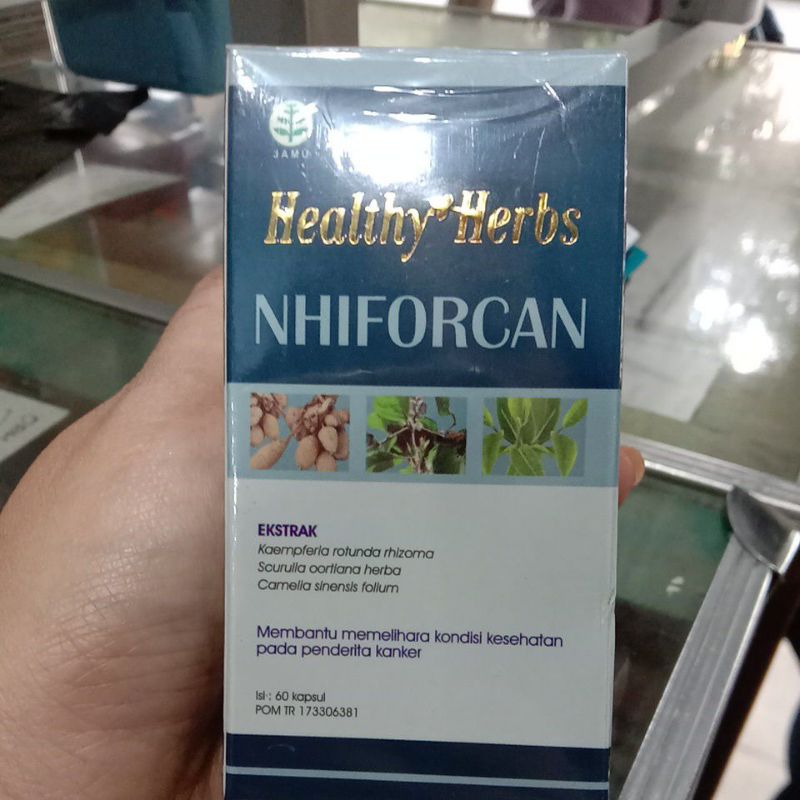 JAMU
Healthy Herbs
NHIFORCAN
EKSTRAK
Kaempferia rotunda rhizoma
Scurulla oortiana herba
Camelia sinensis folium
Membantu memelihara kondisi kesehatan
pada penderita kanker
Isi : 60 kapsul
POM TR 173306381